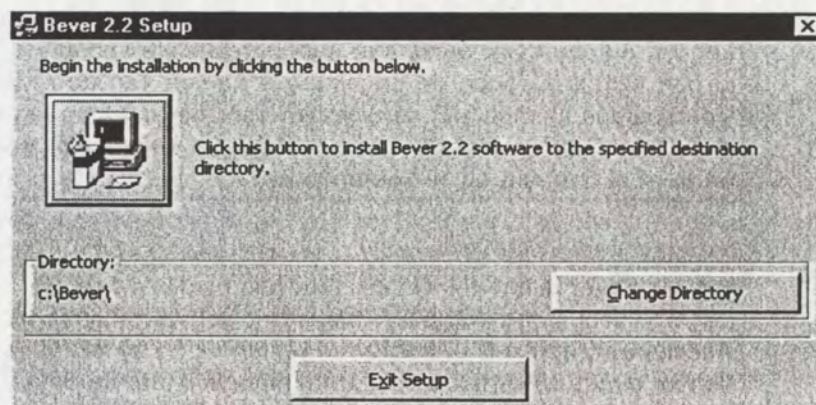 Bever 2.2 Setup
Begin the installation by clicking the button below.
Click this button to install Bever 2.2 software to the specified destination
directory.
Directory:
c:\Bever\
Change Directory
Exit Setup